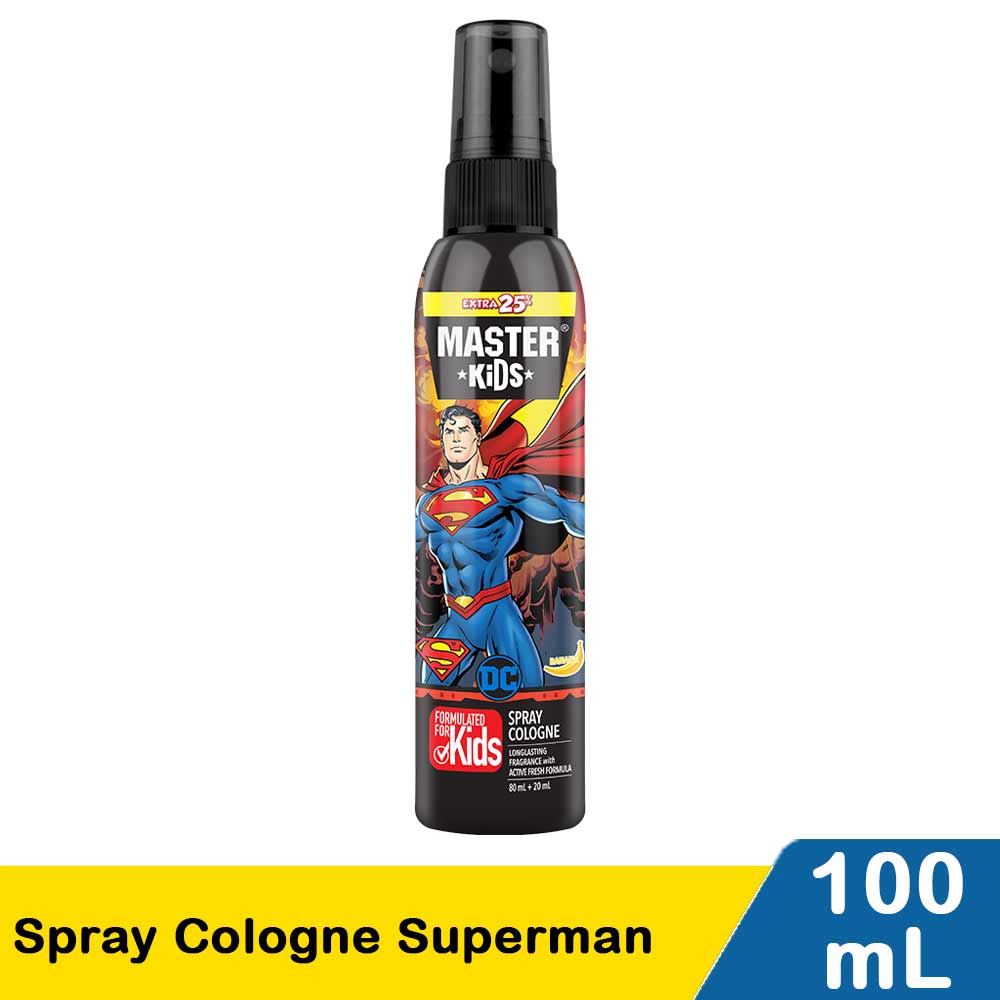 EXTRA 25%
MASTER®
KiDS
S
S
BANANA
DC
FORMULATED
FOR
Kids
SPRAY
COLOGNE
LONGLASTING
FRAGRANCE with
ACTIVE FRESH FORMULA
80 mL + 20 mL
Spray Cologne Superman
100
mL